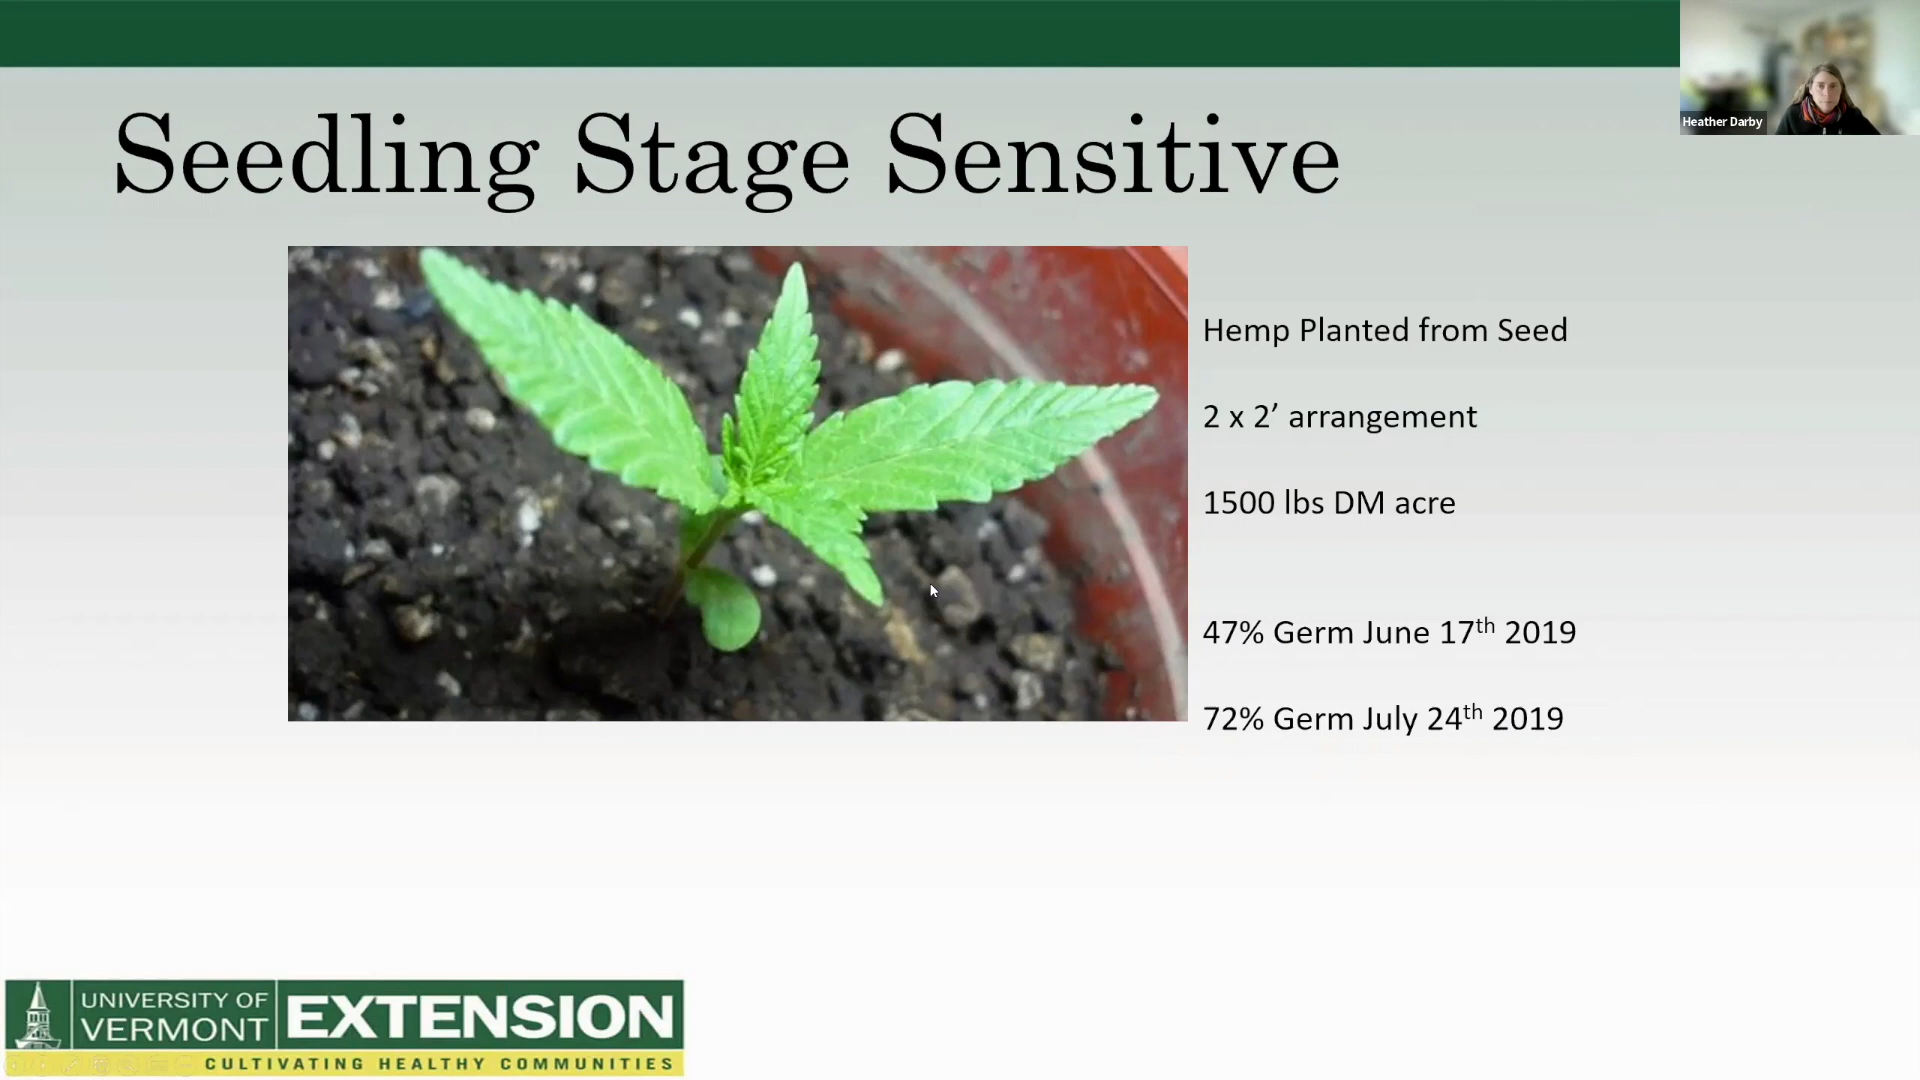 Heather Darby
Seedling Stage Sensitive
Hemp Planted from Seed
2 x 2’ arrangement
1500 lbs DM acre
47% Germ June 17th 2019
72% Germ July 24th 2019
UNIVERSITY OF
VERMONT
EXTENSION
CULTIVATING HEALTHY COMMUNITIES